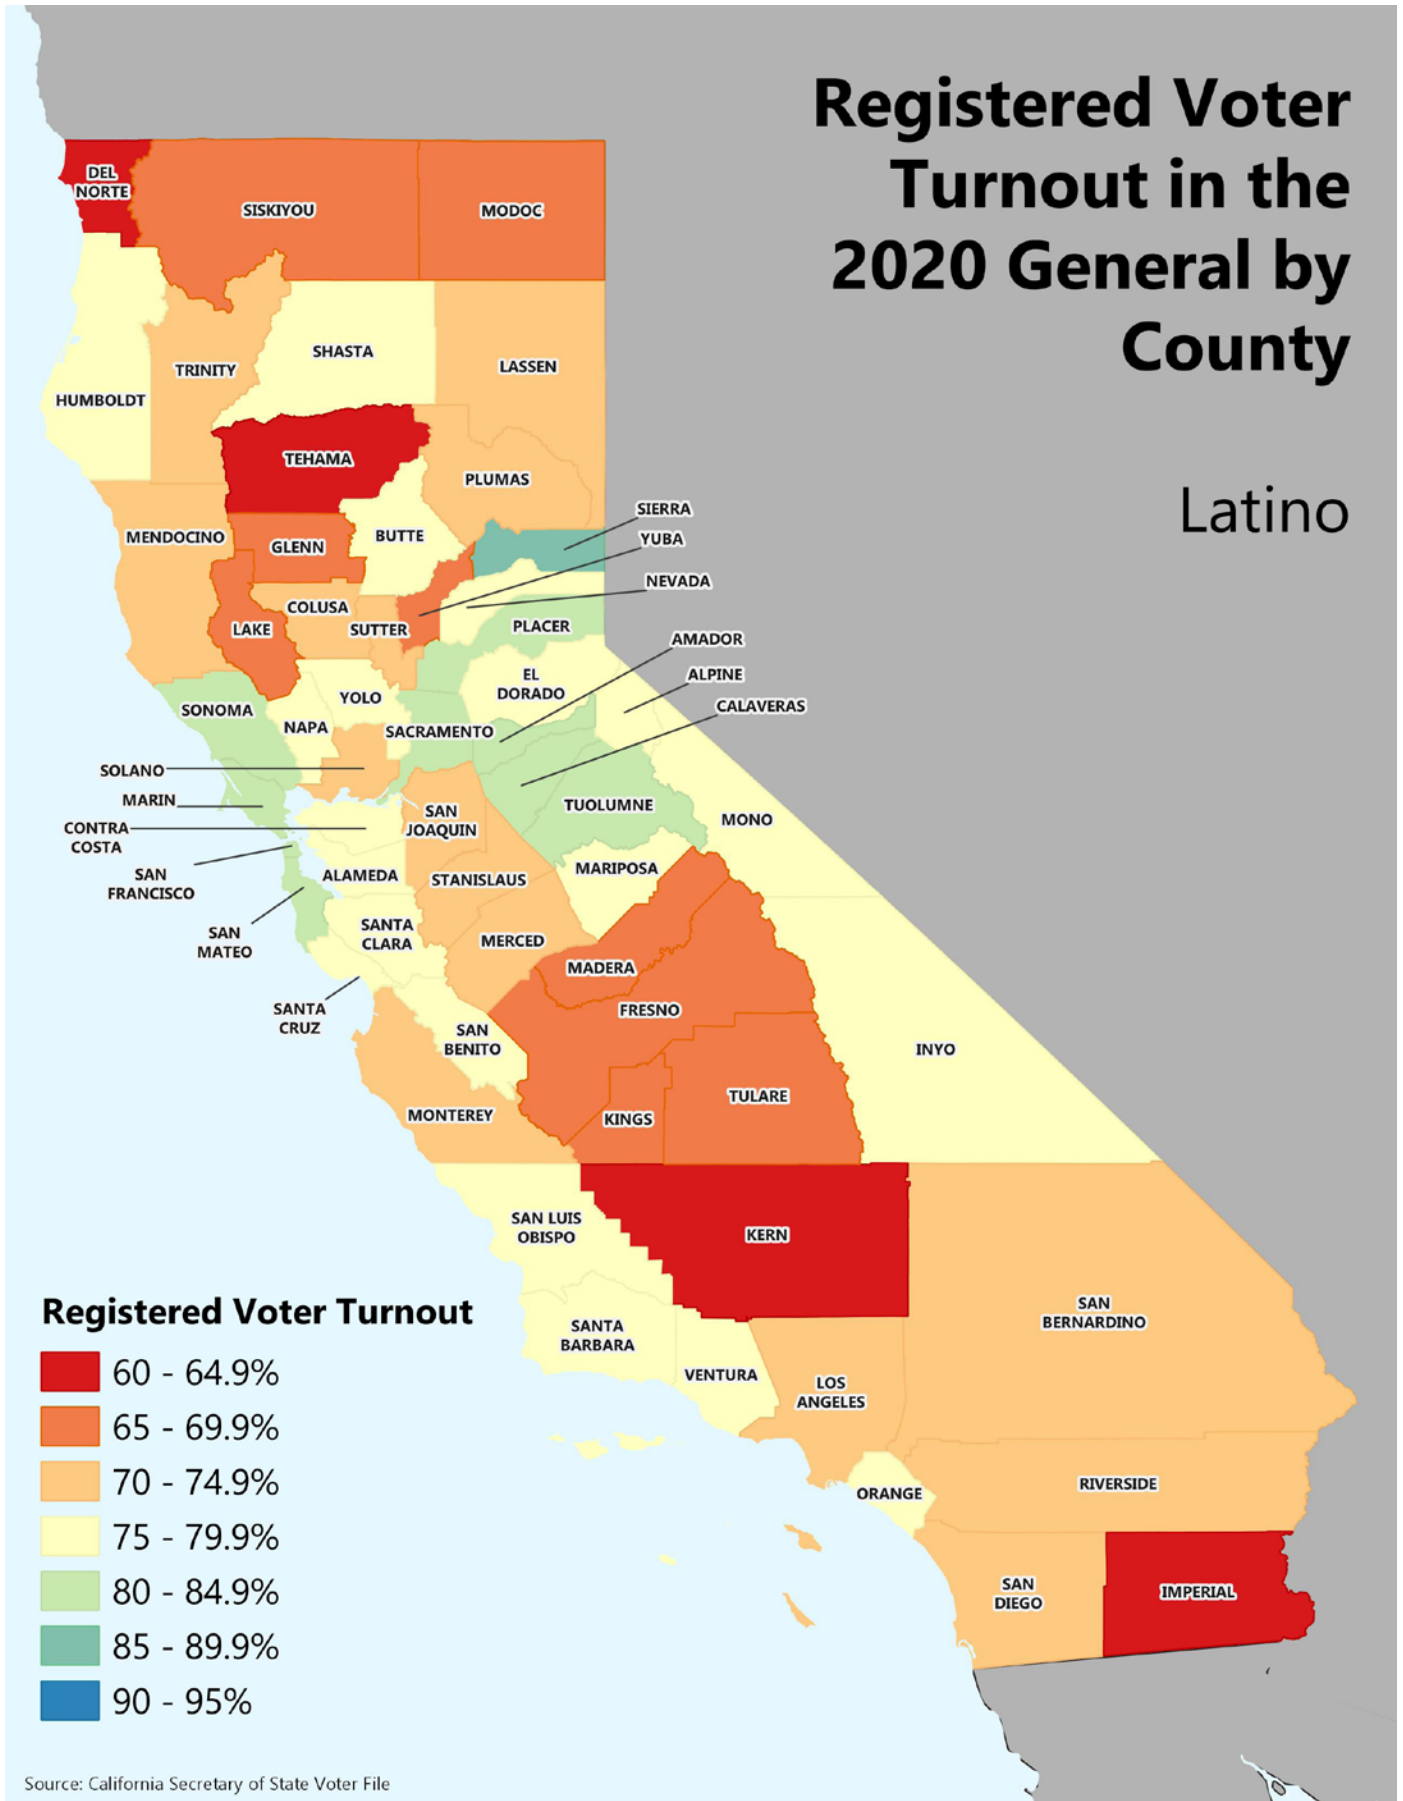 Registered Voter
Turnout in the
2020 General by
County
Latino
DEL
NORTE
SISKIYOU
MODOC
SHASTA
TRINITY
LASSEN
HUMBOLDT
TEHAMA
PLUMAS
SIERRA
MENDOCINO
GLENN
BUTTE
YUBA
NEVADA
COLUSA
LAKE
SUTTER
PLACER
AMADOR
EL
DORADO
ALPINE
CALAVERAS
YOLO
SONOMA
NAPA
SACRAMENTO
SOLANO
MARIN
TUOLUMNE
SAN
JOAQUIN
MONO
CONTRA
COSTA
SAN
FRANCISCO
ALAMEDA
STANISLAUS
MARIPOSA
SAN
MATEO
SANTA
CLARA
MERCED
MADERA
SANTA
CRUZ
FRESNO
SAN
BENITO
INYO
MONTEREY
KINGS
TULARE
SAN LUIS
OBISPO
KERN
SANTA
BARBARA
SAN
BERNARDINO
VENTURA
LOS
ANGELES
ORANGE
RIVERSIDE
SAN
DIEGO
IMPERIAL
Registered Voter Turnout
60 - 64.9%
65 - 69.9%
70 - 74.9%
75 - 79.9%
80 - 84.9%
85 - 89.9%
90 - 95%
Source: California Secretary of State Voter File